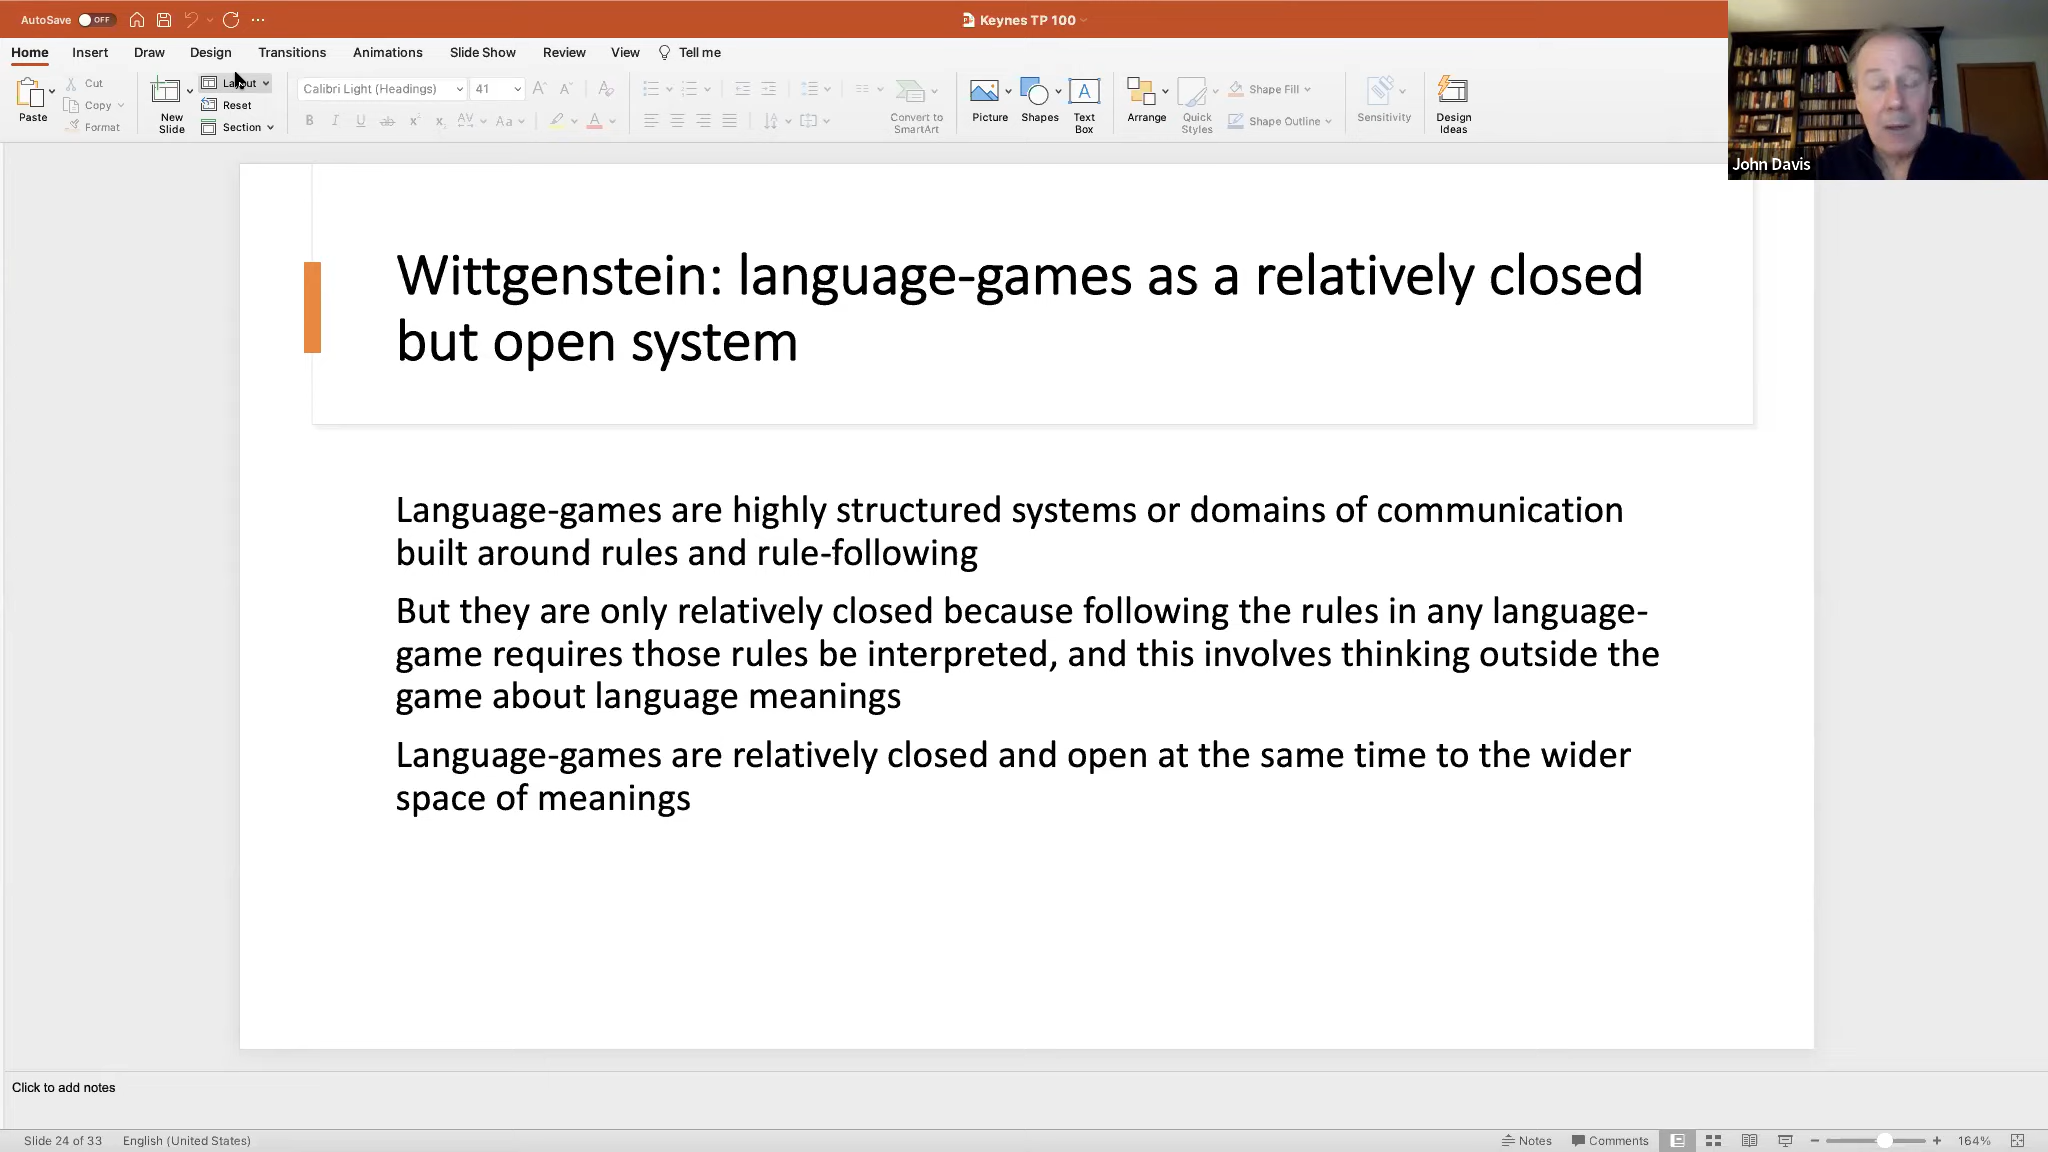 AutoSave OFF
Keynes TP 100
Home Insert Draw Design Transitions Animations Slide Show Review View Tell me
Paste
Cut
Copy
Format
New Slide
Layout
Reset
Section
Calibri Light (Headings) 41
Convert to SmartArt
Picture
Shapes
Text Box
Arrange
Quick Styles
Shape Fill
Shape Outline
Sensitivity
Design Ideas
John Davis
Wittgenstein: language-games as a relatively closed
but open system
Language-games are highly structured systems or domains of communication
built around rules and rule-following
But they are only relatively closed because following the rules in any language-
game requires those rules be interpreted, and this involves thinking outside the
game about language meanings
Language-games are relatively closed and open at the same time to the wider
space of meanings
Click to add notes
Slide 24 of 33 English (United States) Notes Comments 164%